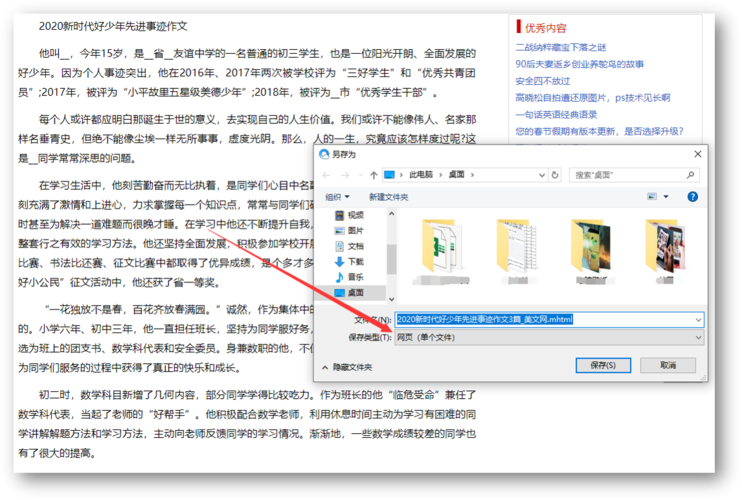 2020新时代好少年先进事迹作文
他叫__，今年15岁，是__省__友谊中学的一名普通的初三学生，也是一位阳光开朗、全面发展的
好少年。因为个人事迹突出，他在2016年、2017年两次被学校评为“三好学生”和“优秀共青团
员”;2017年，被评为“小平故里五星级美德少年”;2018年，被评为__市“优秀学生干部”。
每个人或许都应明白那诞生于世的意义，去实现自己的人生价值。我们或许不能像伟人、名家那
样名垂青史，但绝不能像尘埃一样无所事事，虚度光阴。那么，人的一生，究竟应该怎样度过呢?这
是__同学常常深思的问题。
在学习生活中，他刻苦勤奋而无比执着，是同学们心目中名
刻充满了激情和上进心，力求掌握每一个知识点，常常与同学们
时甚至为解决一道难题而很晚才睡。在学习中他还不断提升自我，
整套行之有效的学习方法。他还坚持全面发展，积极参加学校开
比赛、书法比还赛、征文比赛中都取得了优异成绩，是个多才多
好小公民”征文活动中，他还获了省一等奖。
“一花独放不是春，百花齐放春满园。”诚然，作为集体中的
的。小学六年、初中三年，他一直担任班长，坚持为同学服好务，
选为班上的团支书、数学科代表和安全委员。身兼数职的他，不
为同学们服务的过程中获得了真正的快乐和成长。
初二时，数学科目新增了几何内容，部分同学学得比较吃力。作为班长的他“临危受命”兼任了
数学科代表，当起了老师的“好帮手”。他积极配合数学老师，利用休息时间主动为学习有困难的同
学讲解解题方法和学习方法，主动向老师反馈同学的学习情况。渐渐地，一些数学成绩较差的同学也
有了很大的提高。
优秀内容
二战纳粹藏宝下落之谜
90后夫妻返乡创业养鸵鸟的故事
安全四不放过
高晓松自拍遭还原图片，ps技术见长啊
一句话英语经典语录
您的春节假期有版本更新，是否选择升级?
另存为
此电脑 › 桌面 ›
搜索"桌面"
组织
新建文件夹
视频
图片
文档
下载
音乐
桌面
文件名(N):
2020新时代好少年先进事迹作文3篇_美文网.mhtml
保存类型(T):
网页（单个文件）
隐藏文件夹
保存(S)
取消